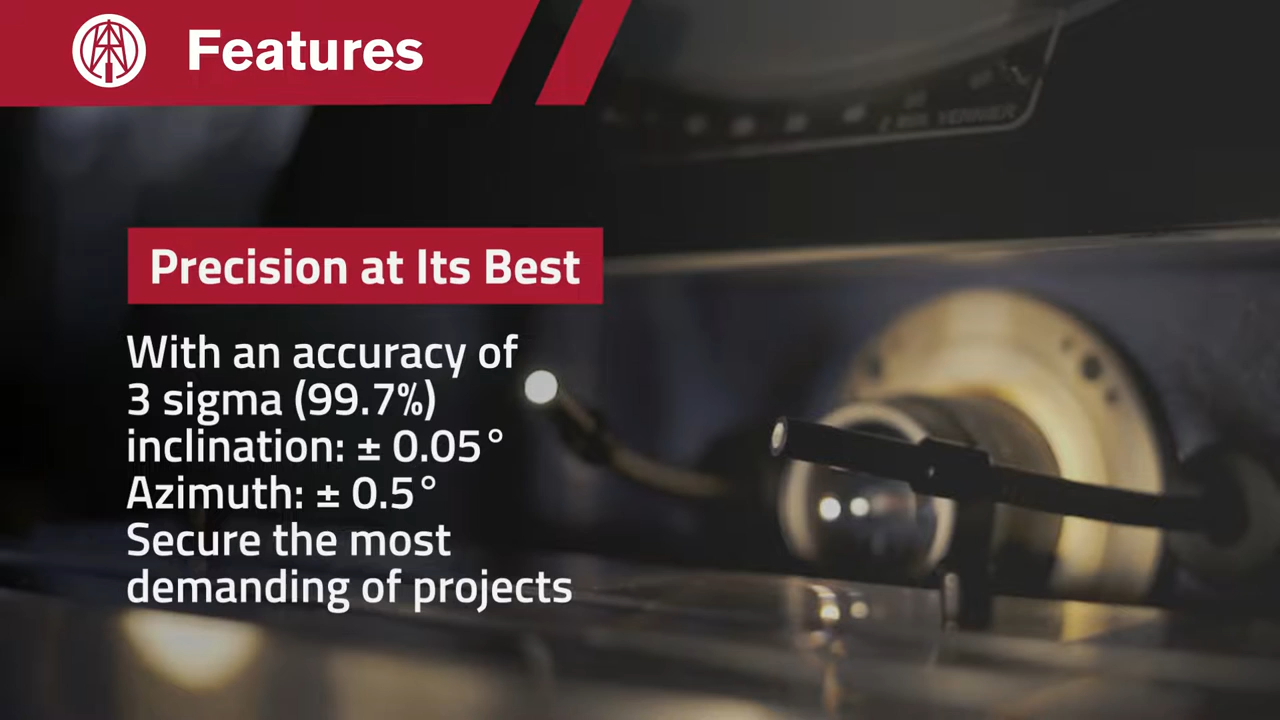 Features
Precision at Its Best
With an accuracy of
3 sigma (99.7%)
inclination: ± 0.05°
Azimuth: ± 0.5°
Secure the most
demanding of projects